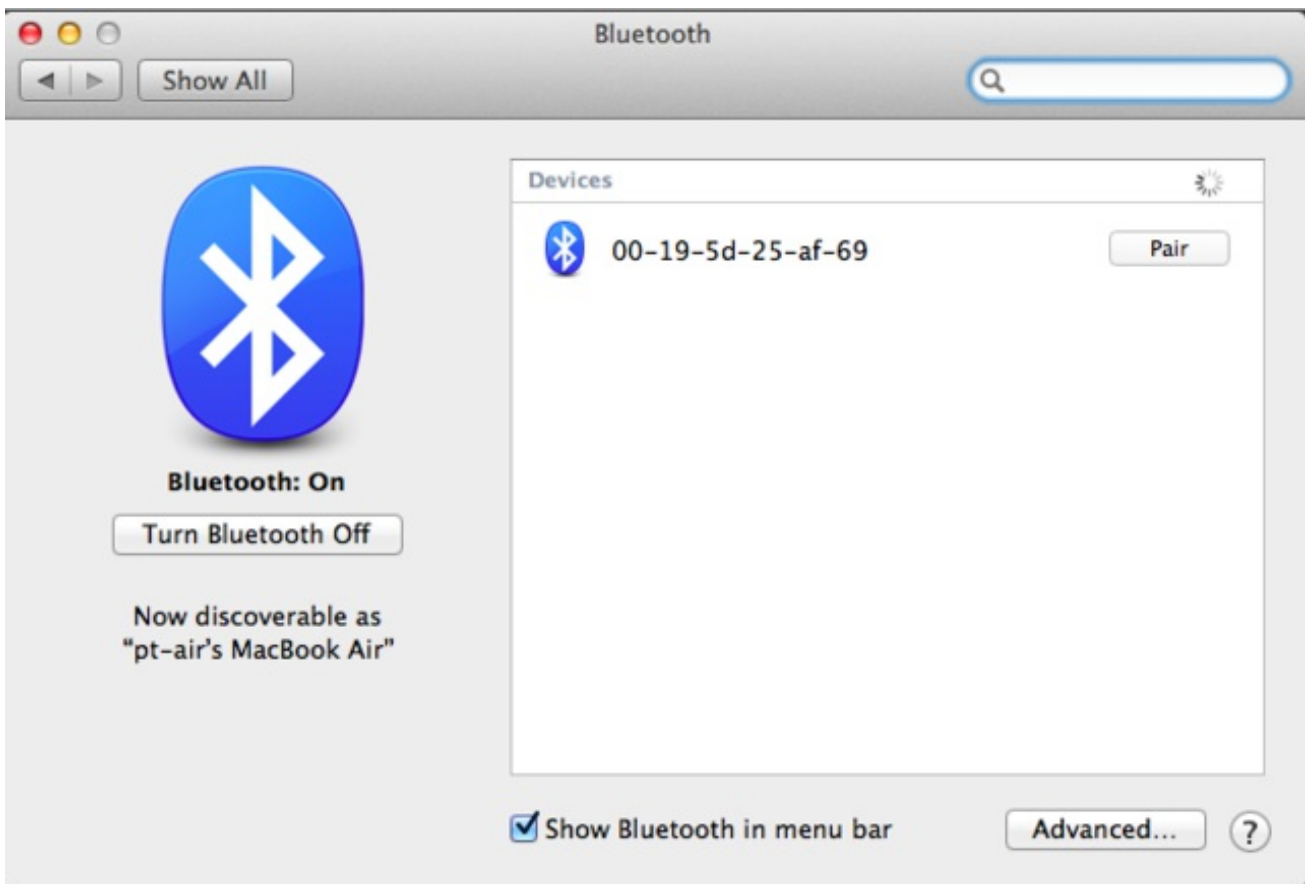 Bluetooth
Show All
Devices
00-19-5d-25-af-69
Pair
Bluetooth: On
Turn Bluetooth Off
Now discoverable as
“pt-air's MacBook Air”
Show Bluetooth in menu bar
Advanced...
?